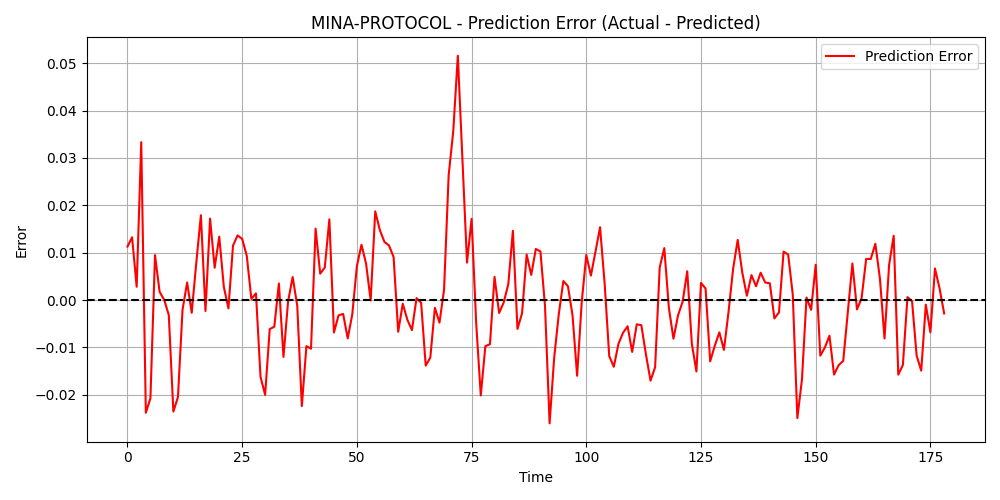 MINA-PROTOCOL - Prediction Error (Actual - Predicted)
Prediction Error
0.05
0.04
0.03
0.02
0.01
0.00
−0.01
−0.02
Error
0 25 50 75 100 125 150 175
Time